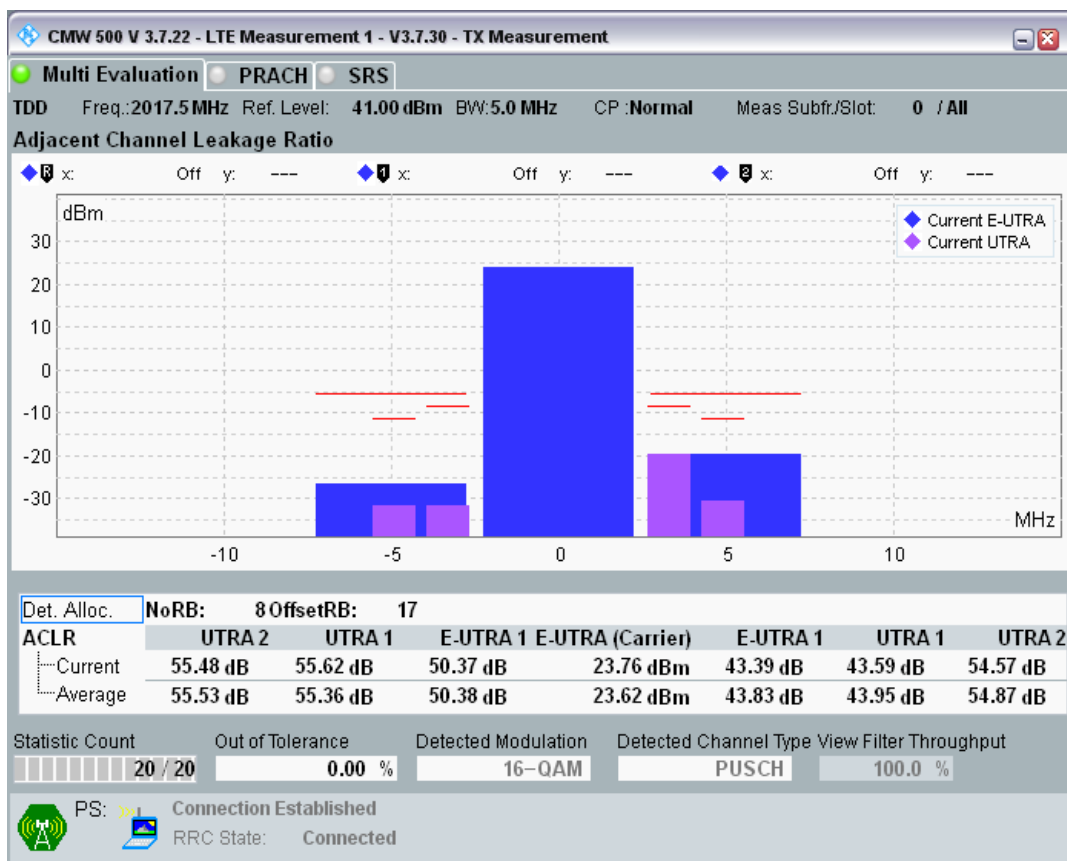 CMW 500 V 3.7.22 - LTE Measurement 1 - V3.7.30 - TX Measurement
Multi Evaluation PRACH SRS
TDD Freq.:2017.5 MHz Ref. Level: 41.00 dBm BW:5.0 MHz CP :Normal Meas Subfr./Slot: 0 / All
Adjacent Channel Leakage Ratio
R x: Off y: --- 1 x: Off y: --- 2 x: Off y: ---
dBm
Current E-UTRA
Current UTRA
30
20
10
0
-10
-20
-30
MHz
-10 -5 0 5 10
Det. Alloc. NoRB: 8 OffsetRB: 17
ACLR UTRA 2 UTRA 1 E-UTRA 1 E-UTRA (Carrier) E-UTRA 1 UTRA 1 UTRA 2
Current 55.48 dB 55.62 dB 50.37 dB 23.76 dBm 43.39 dB 43.59 dB 54.57 dB
Average 55.53 dB 55.36 dB 50.38 dB 23.62 dBm 43.83 dB 43.95 dB 54.87 dB
Statistic Count Out of Tolerance Detected Modulation Detected Channel Type View Filter Throughput
20 / 20 0.00 % 16-QAM PUSCH 100.0 %
PS: Connection Established
RRC State: Connected